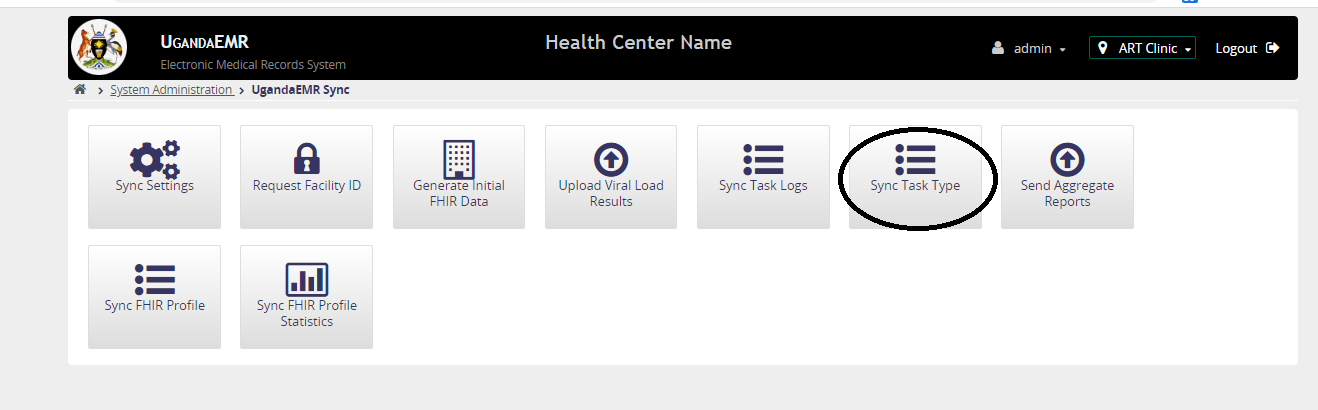 UGANDAEMR
Electronic Medical Records System
Health Center Name
admin
ART Clinic
Logout
System Administration
UgandaEMR Sync
Sync Settings
Request Facility ID
Generate Initial
FHIR Data
Upload Viral Load
Results
Sync Task Logs
Sync Task Type
Send Aggregate
Reports
Sync FHIR Profile
Sync FHIR Profile
Statistics